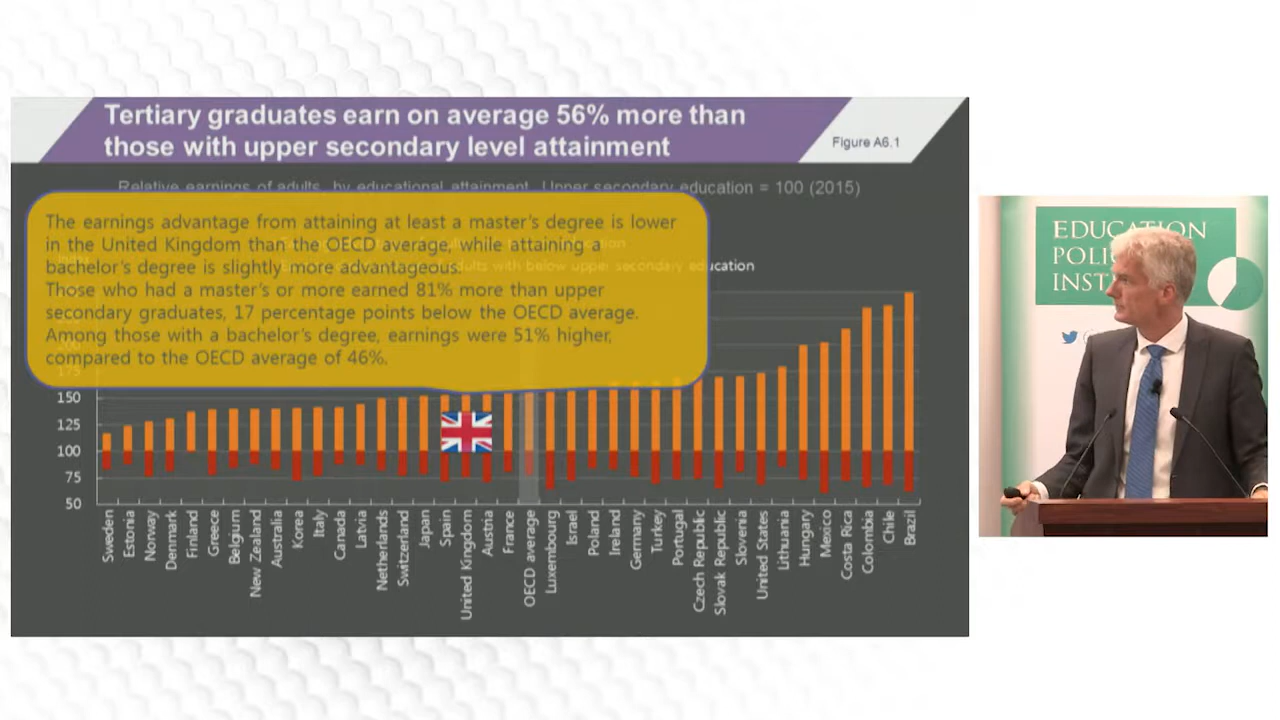 Tertiary graduates earn on average 56% more than
those with upper secondary level attainment
Figure A6.1
Relative earnings of adults, by educational attainment. Upper secondary education = 100 (2015)
The earnings advantage from attaining at least a master's degree is lower
in the United Kingdom than the OECD average, while attaining a
bachelor's degree is slightly more advantageous.
Those who had a master's or more earned 81% more than upper
secondary graduates, 17 percentage points below the OECD average.
Among those with a bachelor's degree, earnings were 51% higher,
compared to the OECD average of 46%.
adults with below upper secondary education
175
150
125
100
75
50
Sweden
Estonia
Norway
Denmark
Finland
Greece
Belgium
New Zealand
Australia
Korea
Italy
Canada
Latvia
Netherlands
Switzerland
Japan
Spain
United Kingdom
Austria
France
OECD average
Luxembourg
Israel
Poland
Ireland
Germany
Turkey
Portugal
Czech Republic
Slovak Republic
Slovenia
United States
Lithuania
Hungary
Mexico
Costa Rica
Colombia
Chile
Brazil
EDUCATION